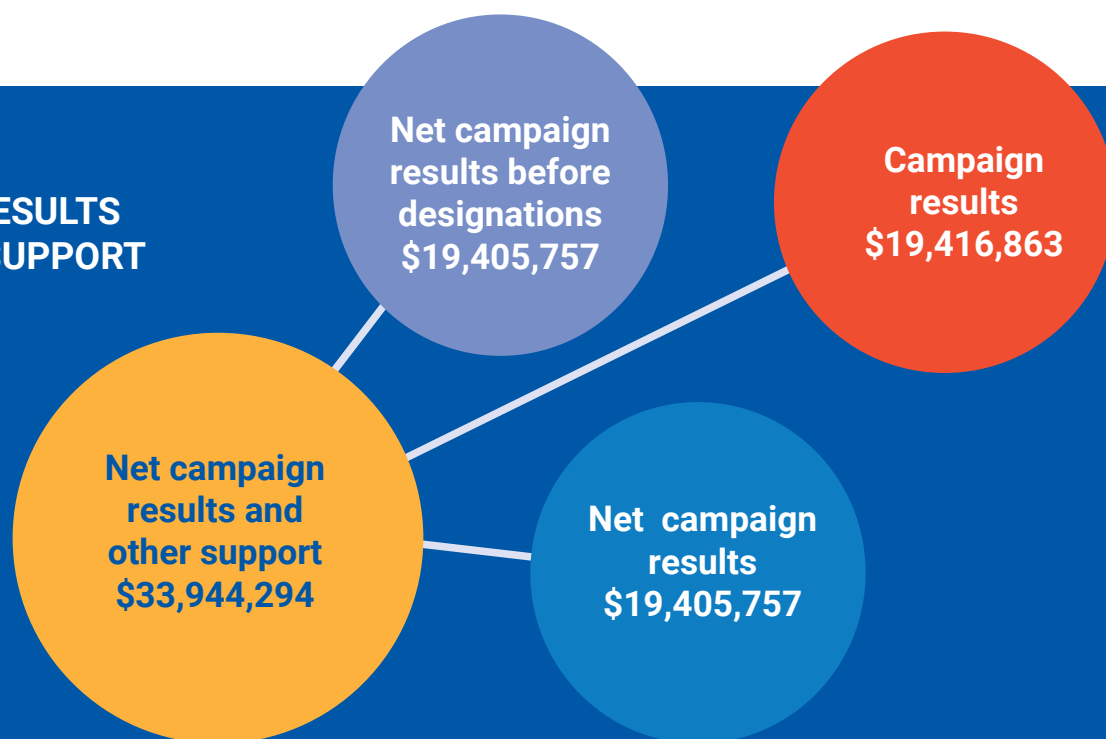 ESULTS
SUPPORT
Net campaign
results before
designations
$19,405,757
Campaign
results
$19,416,863
Net campaign
results and
other support
$33,944,294
Net campaign
results
$19,405,757